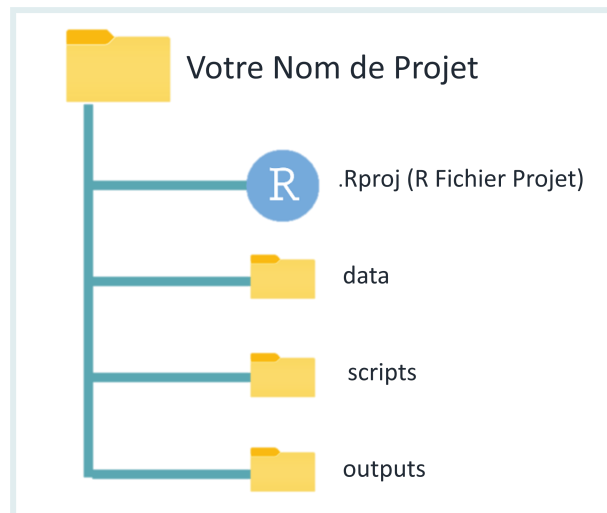 Votre Nom de Projet
R
.Rproj (R Fichier Projet)
data
scripts
outputs